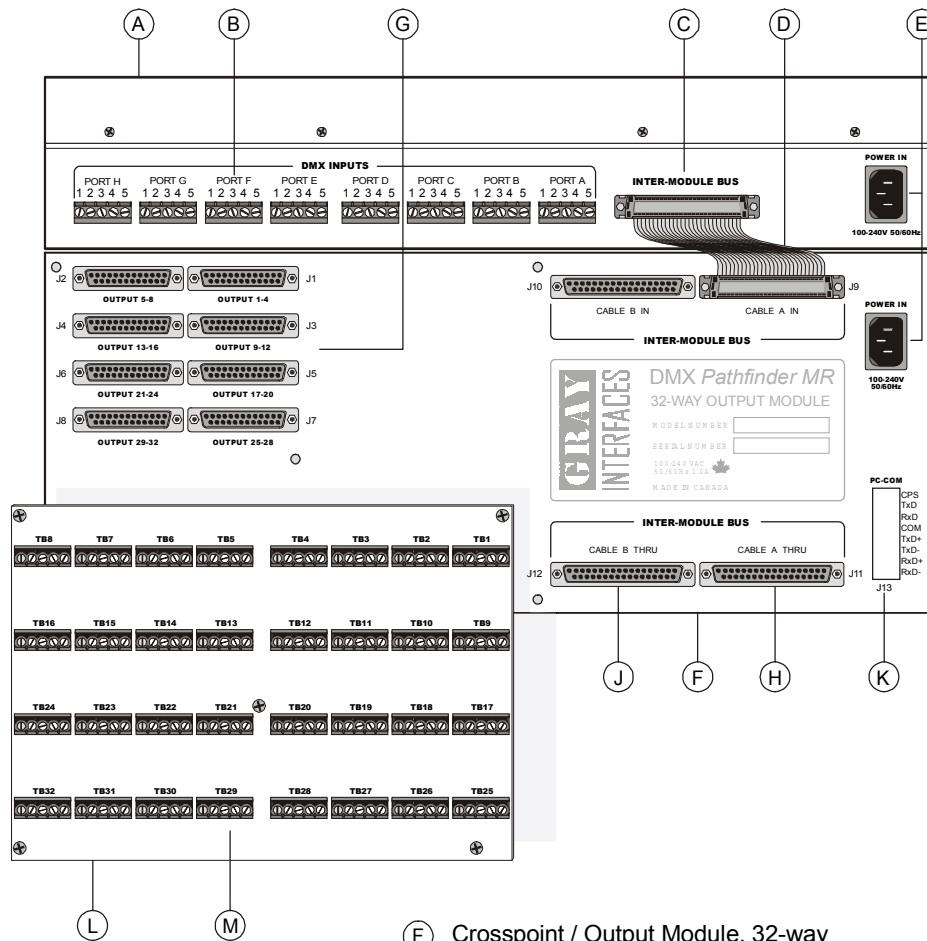 A B G C D E
POWER IN
DMX INPUTS
PORT H PORT G PORT F PORT E PORT D PORT C PORT B PORT A
1 2 3 4 5 1 2 3 4 5 1 2 3 4 5 1 2 3 4 5 1 2 3 4 5 1 2 3 4 5 1 2 3 4 5 1 2 3 4 5
INTER-MODULE BUS
100-240V 50/60Hz
J2 J1
OUTPUT 5-8 OUTPUT 1-4
J4 J3
OUTPUT 13-16 OUTPUT 9-12
J6 J5
OUTPUT 21-24 OUTPUT 17-20
J8 J7
OUTPUT 29-32 OUTPUT 25-28
J10 J9
CABLE B IN CABLE A IN
INTER-MODULE BUS
POWER IN
100-240V
50/60Hz
GRAY
INTERFACES
DMX Pathfinder MR
32-WAY OUTPUT MODULE
MODEL NUMBER
SERIAL NUMBER
100-240 VAC
50/60Hz 1.0A
MADE IN CANADA
PC-COM
CPS
TxD
RxD
COM
TxD+
TxD-
RxD+
RxD-
J13
INTER-MODULE BUS
CABLE B THRU CABLE A THRU
J12 J11
TB8 TB7 TB6 TB5 TB4 TB3 TB2 TB1
TB16 TB15 TB14 TB13 TB12 TB11 TB10 TB9
TB24 TB23 TB22 TB21 TB20 TB19 TB18 TB17
TB32 TB31 TB30 TB29 TB28 TB27 TB26 TB25
J F H K
L M
F Crosspoint / Output Module, 32-way